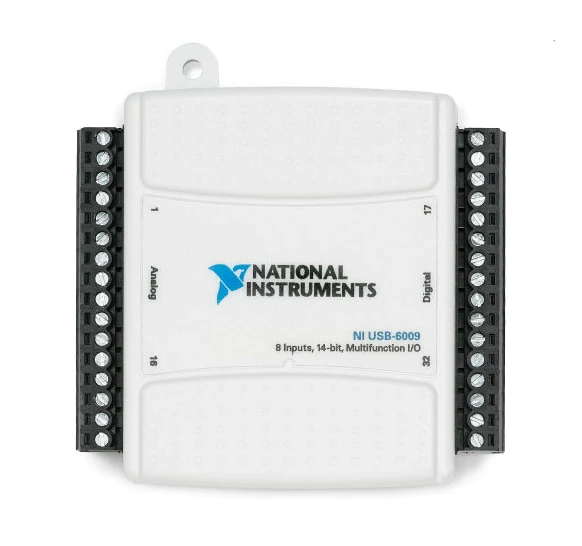 1
17
Analog
NATIONAL
INSTRUMENTS
Digital
NI USB-6009
8 Inputs, 14-bit, Multifunction I/O
16
32